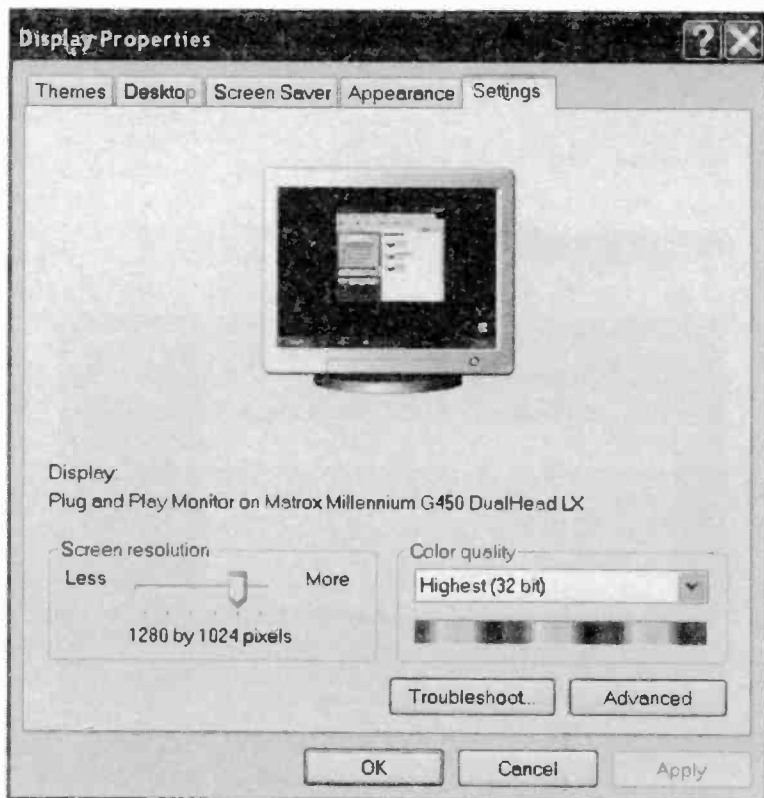 Display Properties
Themes Desktop Screen Saver Appearance Settings
Display:
Plug and Play Monitor on Matrox Millennium G450 DualHead LX
Screen resolution
Less More
1280 by 1024 pixels
Color quality
Highest (32 bit)
Troubleshoot... Advanced
OK Cancel Apply